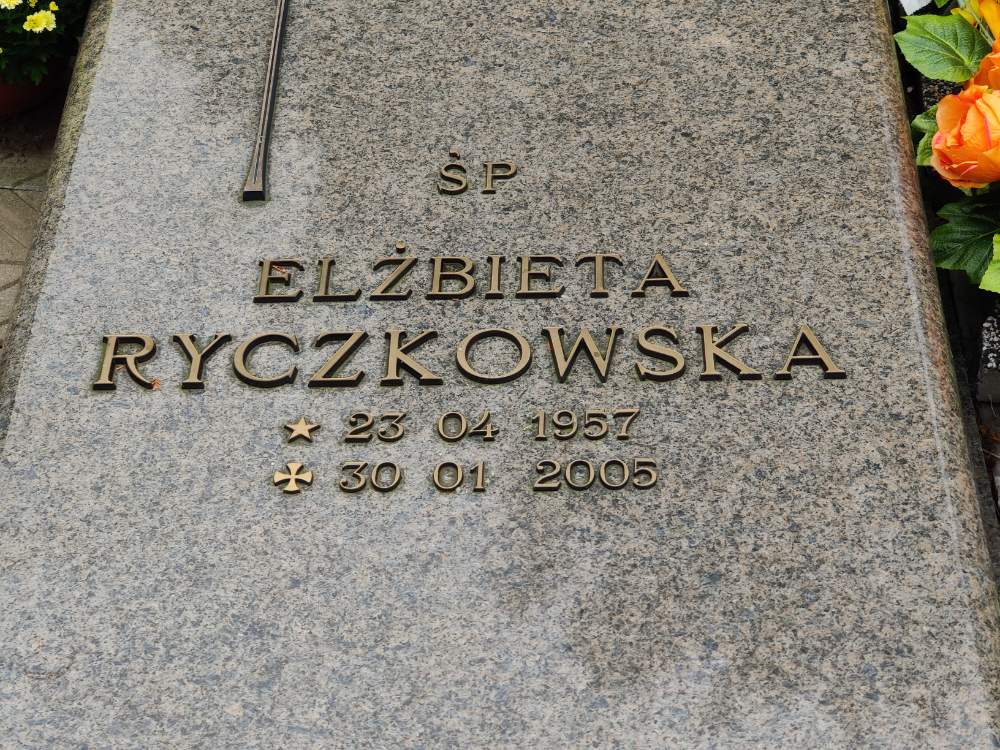 ŚP
ELŻBIETA
RYCZKOWSKA
★ 23 04 1957
✠ 30 01 2005